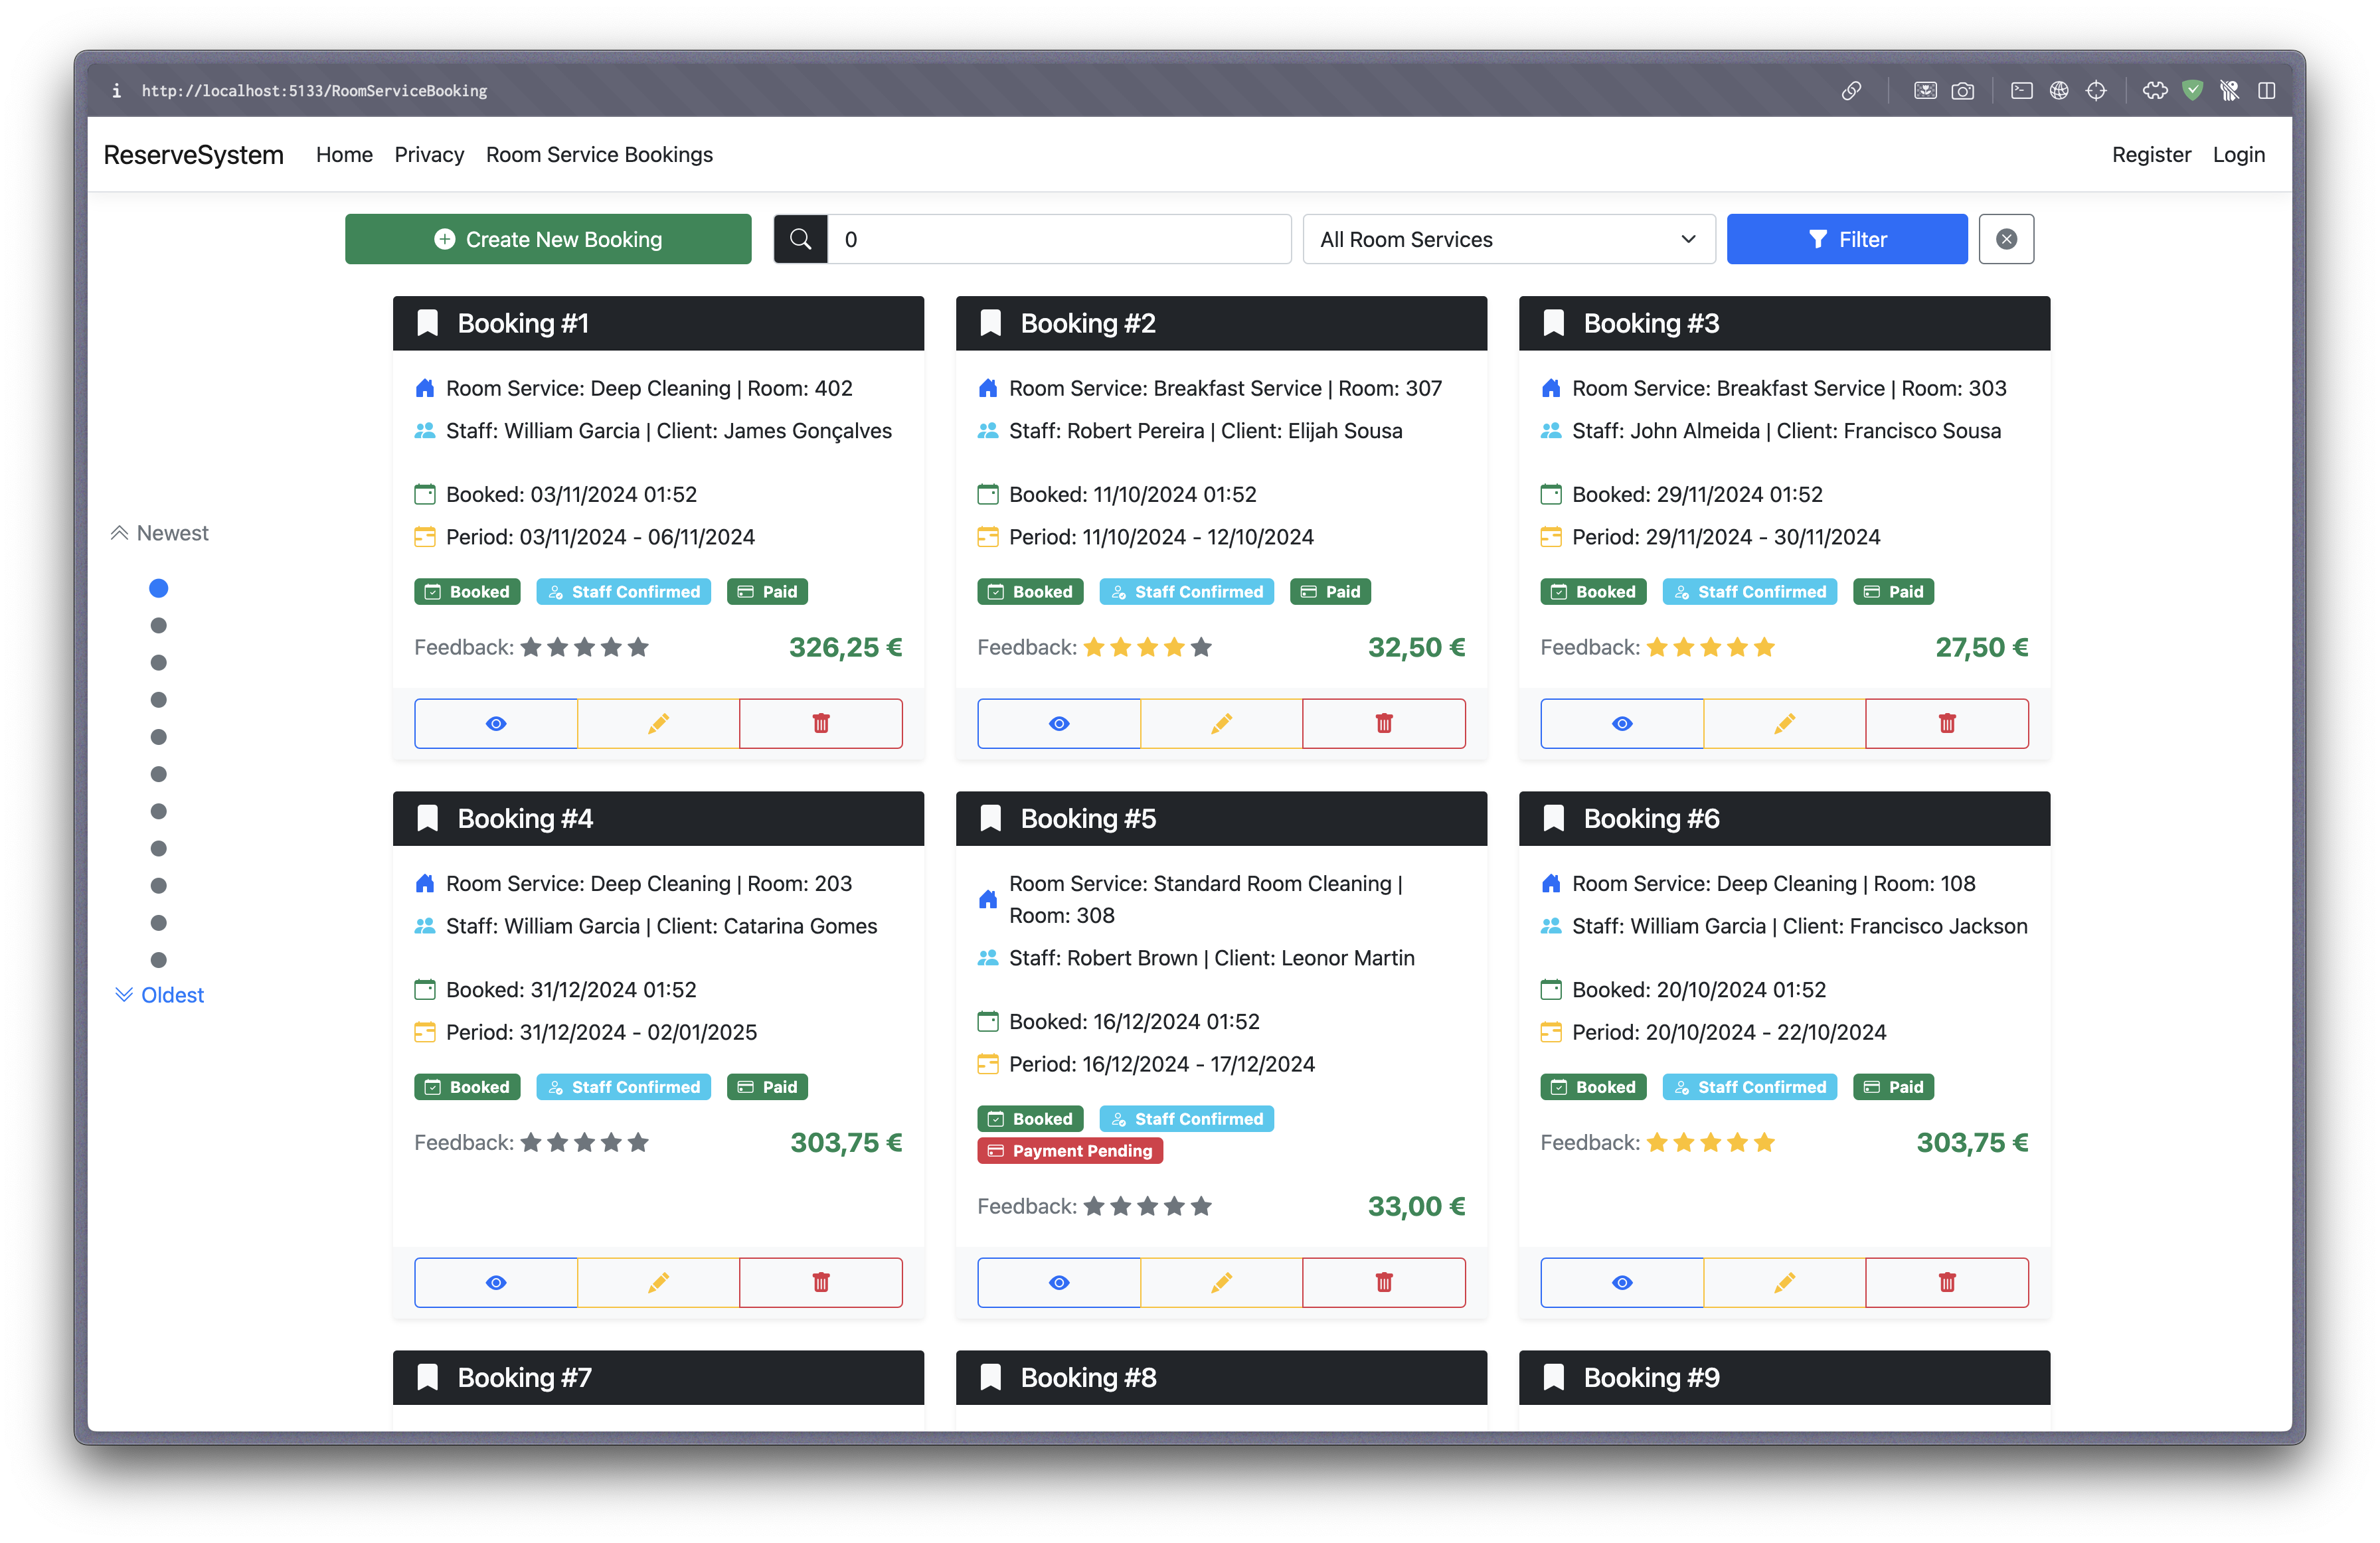 http://localhost:5133/RoomServiceBooking
ReserveSystem Home Privacy Room Service Bookings Register Login
Create New Booking 0 All Room Services Filter
Newest
Oldest
Booking #1
Room Service: Deep Cleaning | Room: 402
Staff: William Garcia | Client: James Gonçalves
Booked: 03/11/2024 01:52
Period: 03/11/2024 - 06/11/2024
Booked Staff Confirmed Paid
Feedback: 326,25 €
Booking #2
Room Service: Breakfast Service | Room: 307
Staff: Robert Pereira | Client: Elijah Sousa
Booked: 11/10/2024 01:52
Period: 11/10/2024 - 12/10/2024
Booked Staff Confirmed Paid
Feedback: 32,50 €
Booking #3
Room Service: Breakfast Service | Room: 303
Staff: John Almeida | Client: Francisco Sousa
Booked: 29/11/2024 01:52
Period: 29/11/2024 - 30/11/2024
Booked Staff Confirmed Paid
Feedback: 27,50 €
Booking #4
Room Service: Deep Cleaning | Room: 203
Staff: William Garcia | Client: Catarina Gomes
Booked: 31/12/2024 01:52
Period: 31/12/2024 - 02/01/2025
Booked Staff Confirmed Paid
Feedback: 303,75 €
Booking #5
Room Service: Standard Room Cleaning |
Room: 308
Staff: Robert Brown | Client: Leonor Martin
Booked: 16/12/2024 01:52
Period: 16/12/2024 - 17/12/2024
Booked Staff Confirmed
Payment Pending
Feedback: 33,00 €
Booking #6
Room Service: Deep Cleaning | Room: 108
Staff: William Garcia | Client: Francisco Jackson
Booked: 20/10/2024 01:52
Period: 20/10/2024 - 22/10/2024
Booked Staff Confirmed Paid
Feedback: 303,75 €
Booking #7
Booking #8
Booking #9